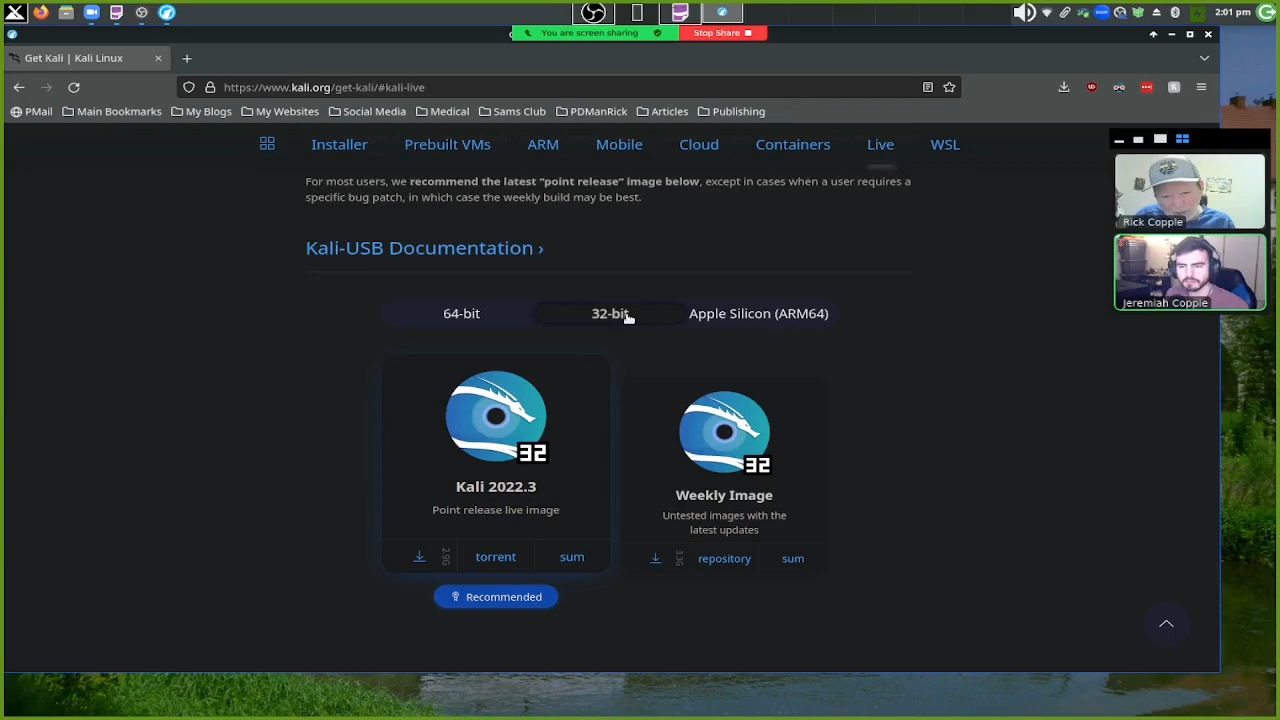 2:01 pm
You are screen sharing
Stop Share
Get Kali | Kali Linux
https://www.kali.org/get-kali/#kali-live
PMail
Main Bookmarks
My Blogs
My Websites
Social Media
Medical
Sams Club
PDManRick
Articles
Publishing
Installer
Prebuilt VMs
ARM
Mobile
Cloud
Containers
Live
WSL
For most users, we recommend the latest “point release” image below, except in cases when a user requires a
specific bug patch, in which case the weekly build may be best.
Kali-USB Documentation ›
64-bit
32-bit
Apple Silicon (ARM64)
32
Kali 2022.3
Point release live image
2.9G
torrent
sum
Recommended
32
Weekly Image
Untested images with the
latest updates
3.3G
repository
sum
Rick Copple
Jeremiah Copple